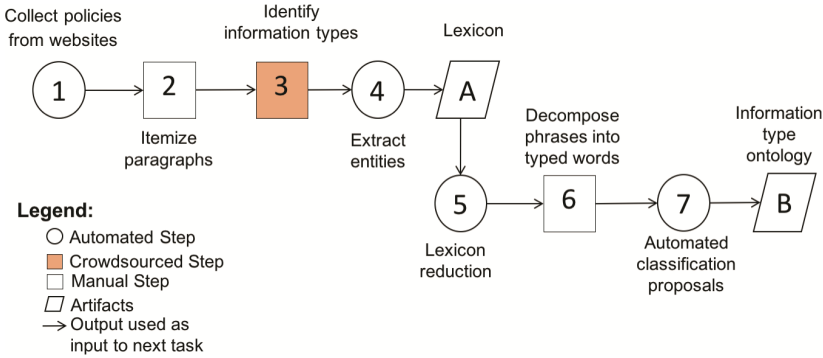 Collect policies
from websites
Identify
information types
Lexicon
1
2
3
4
A
Itemize
paragraphs
Extract
entities
Decompose
phrases into
typed words
Information
type
ontology
5
6
7
B
Lexicon
reduction
Automated
classification
proposals
Legend:
Automated Step
Crowdsourced Step
Manual Step
Artifacts
Output used as
input to next task